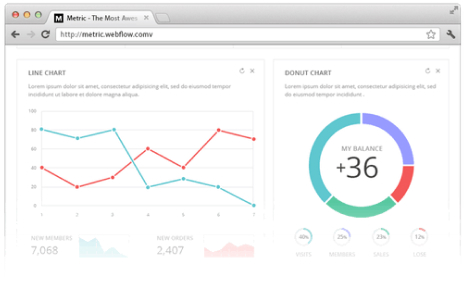 Metric - The Most Awes
http://metric.webflow.comv
LINE CHART
Lorem ipsum dolor sit amet, consectetur adipisicing elit, sed do eiusmod tempor
incididunt ut labore et dolore magna aliqua.
100
80
60
40
20
0
1
2
3
4
5
6
7
DONUT CHART
Lorem ipsum dolor sit amet, consectetur adipisicing elit, sed do
eiusmod tempor incididunt .
MY BALANCE
+36
NEW MEMBERS
7,068
NEW ORDERS
2,407
46%
25%
23%
12%
VISITS
MEMBERS
SALES
LOSE